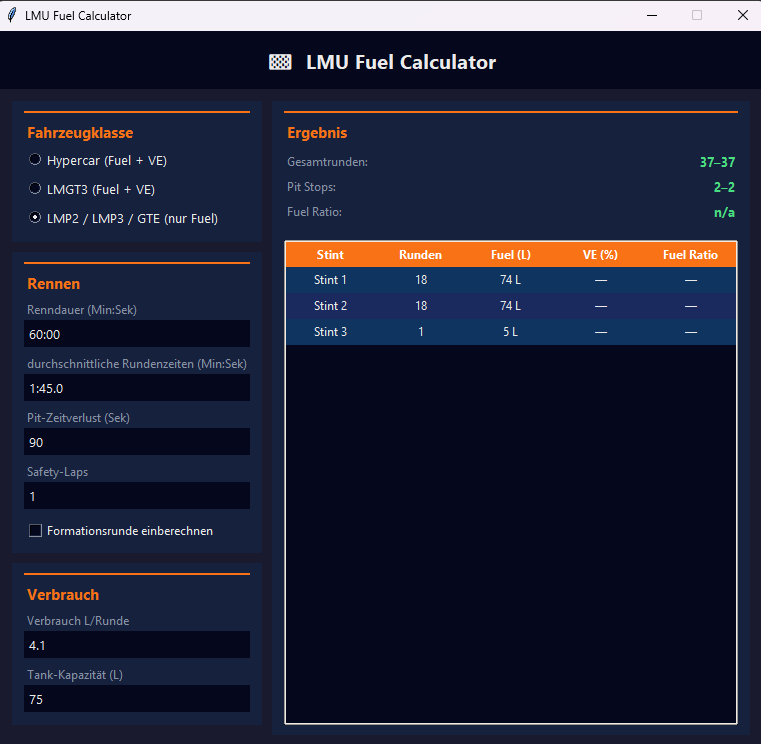 LMU Fuel Calculator
LMU Fuel Calculator
Fahrzeugklasse
Hypercar (Fuel + VE)
LMGT3 (Fuel + VE)
LMP2 / LMP3 / GTE (nur Fuel)
Rennen
Renndauer (Min:Sek)
60:00
durchschnittliche Rundenzeiten (Min:Sek)
1:45.0
Pit-Zeitverlust (Sek)
90
Safety-Laps
1
Formationsrunde einberechnen
Verbrauch
Verbrauch L/Runde
4.1
Tank-Kapazität (L)
75
Ergebnis
Gesamtrunden: 37–37
Pit Stops: 2–2
Fuel Ratio: n/a
Stint Runden Fuel (L) VE (%) Fuel Ratio
Stint 1 18 74 L — —
Stint 2 18 74 L — —
Stint 3 1 5 L — —